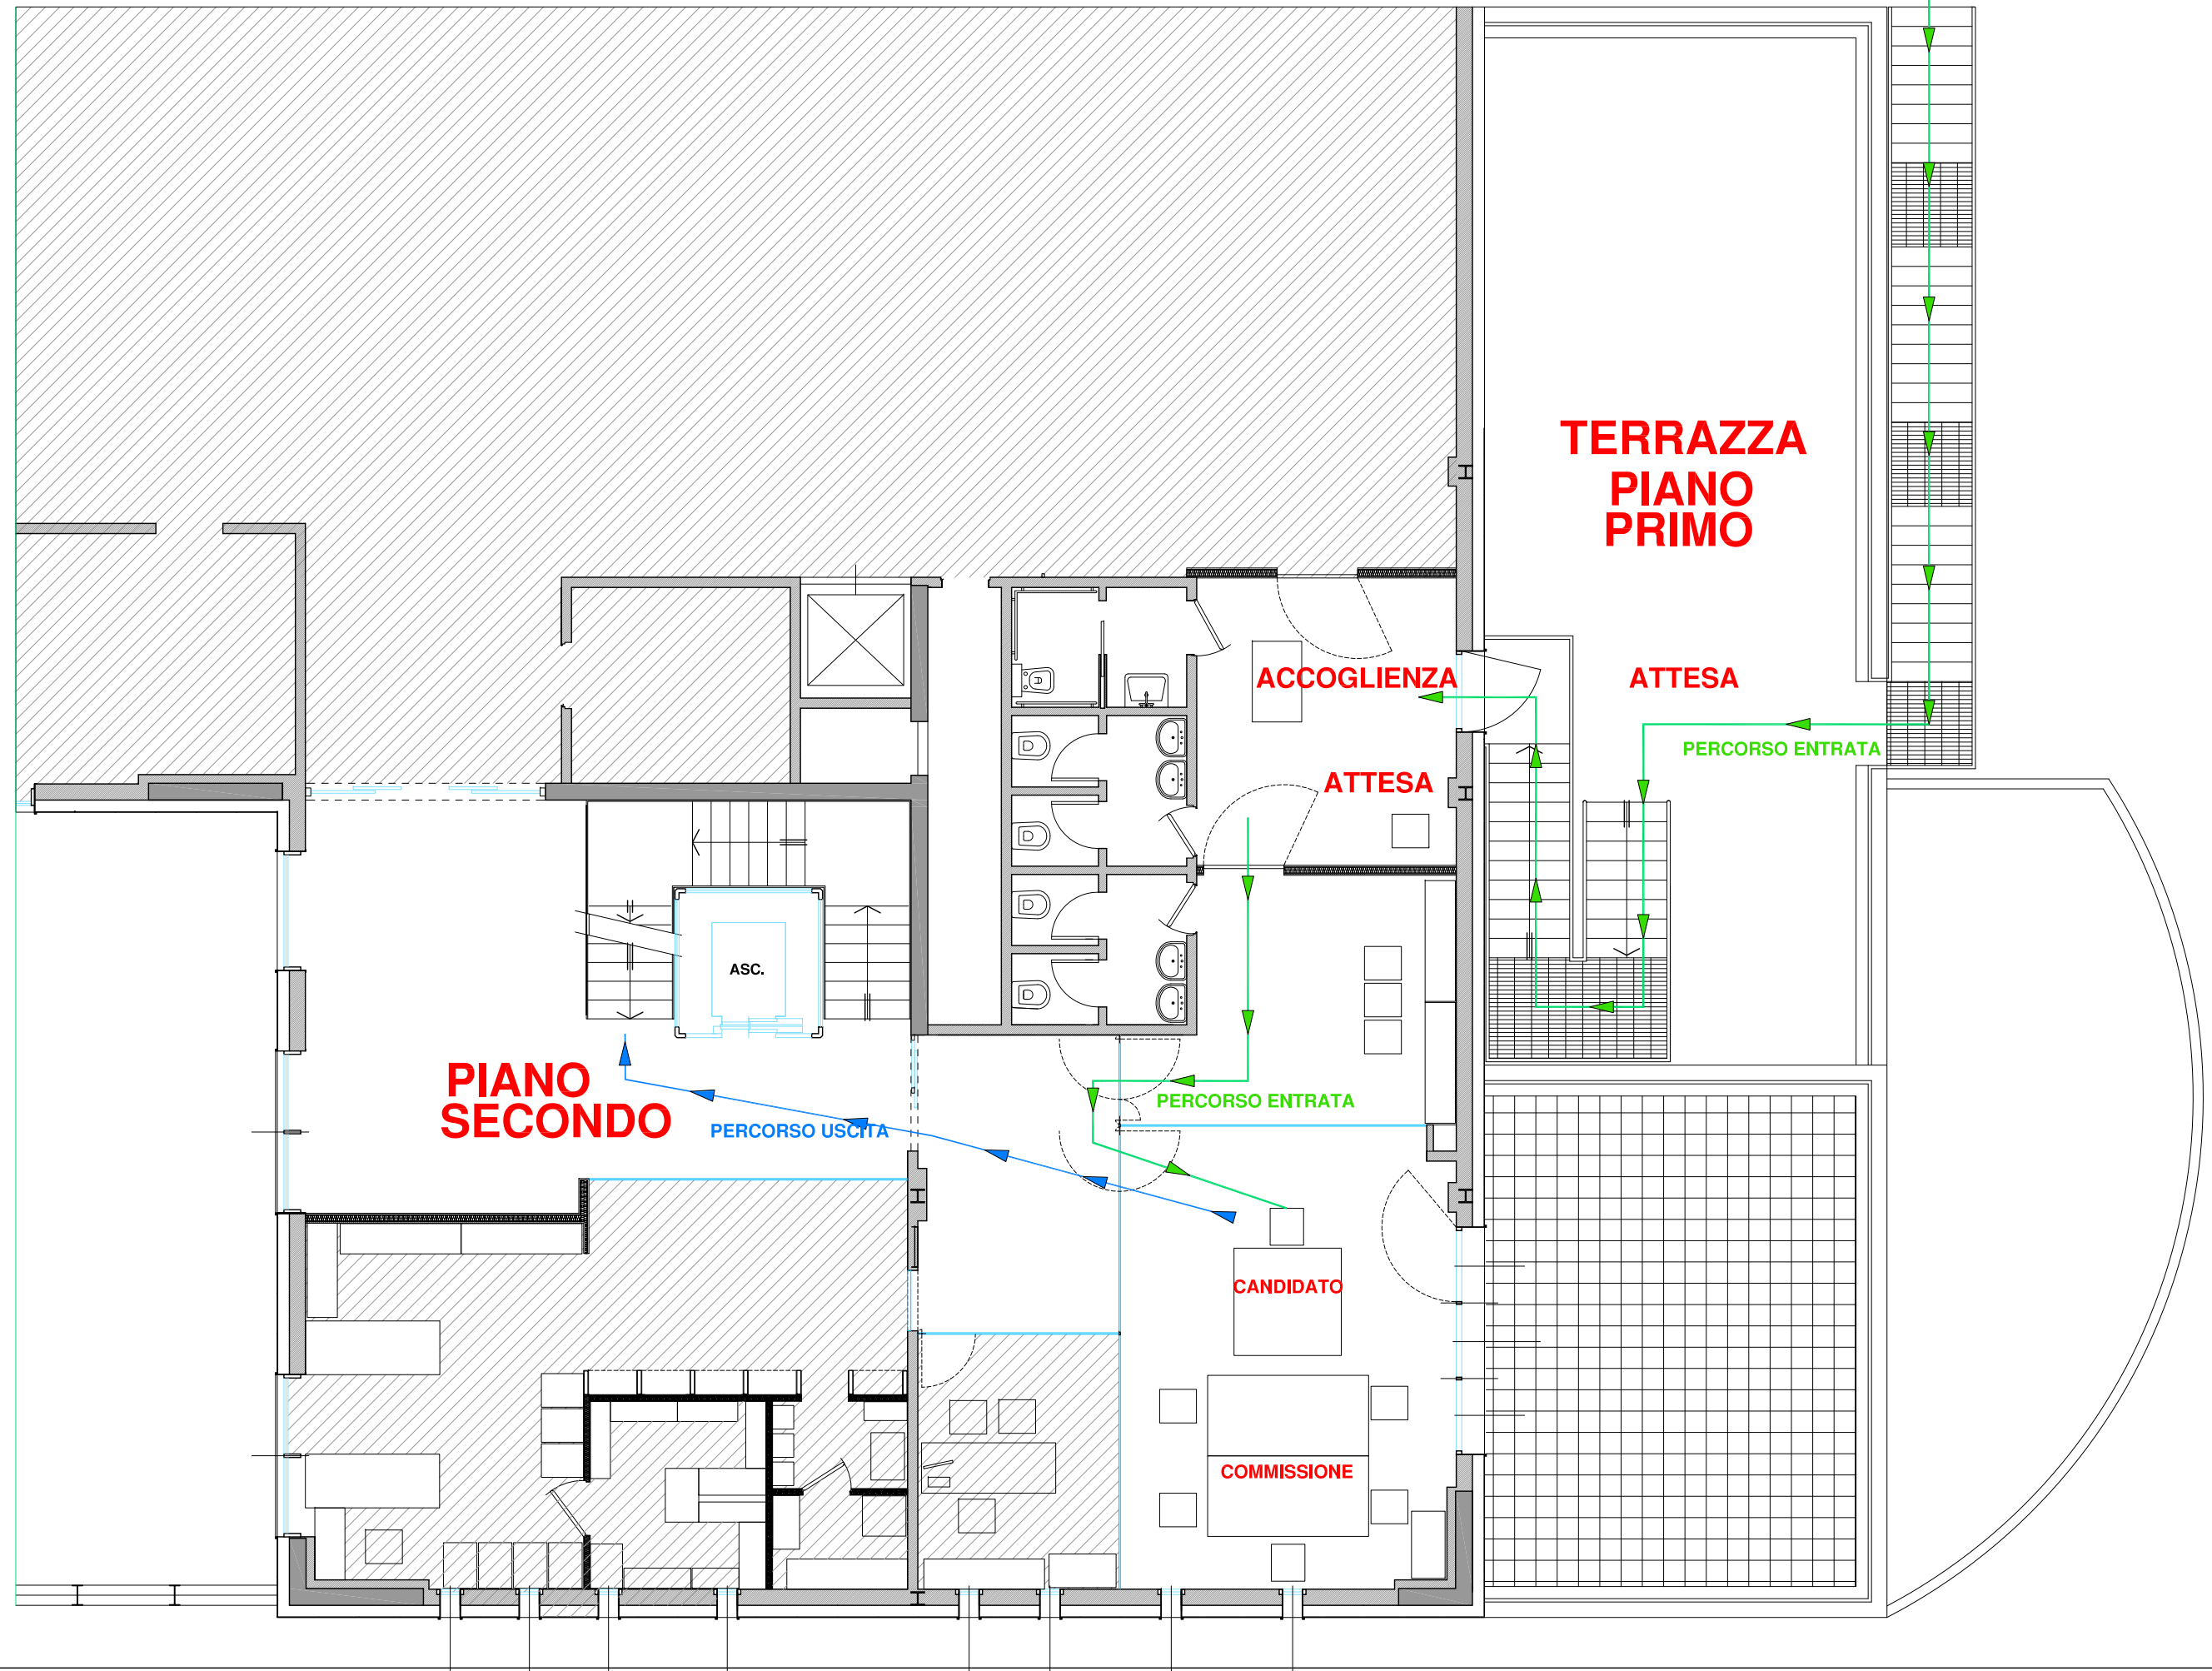 TERRAZZA
PIANO
PRIMO
ACCOGLIENZA
ATTESA
PERCORSO ENTRATA
ATTESA
ASC.
PIANO
SECONDO
PERCORSO USCITA
PERCORSO ENTRATA
CANDIDATO
COMMISSIONE